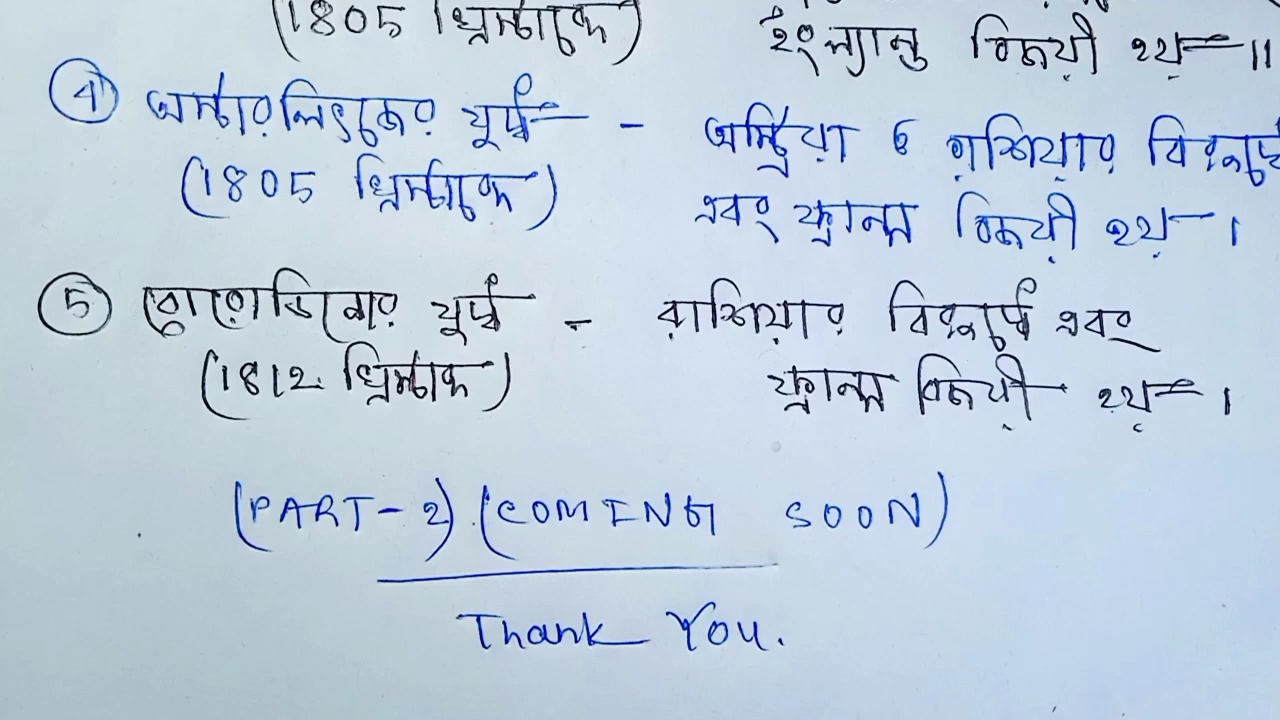 (1805 খ্রিস্টাব্দে) ইংল্যান্ড বিজয়ী হয়।।
④ অস্টারলিৎজের যুদ্ধ - অস্ট্রিয়া ও রাশিয়ার বিরুদ্ধে
(1805 খ্রিস্টাব্দে) এবং ফ্রান্স বিজয়ী হয়।
⑤ বোরোডিনোর যুদ্ধ - রাশিয়ার বিরুদ্ধে এবং
(1812 খ্রিস্টাব্দ) ফ্রান্স বিজয়ী হয়।
(PART-2) (COMING SOON)
Thank You.